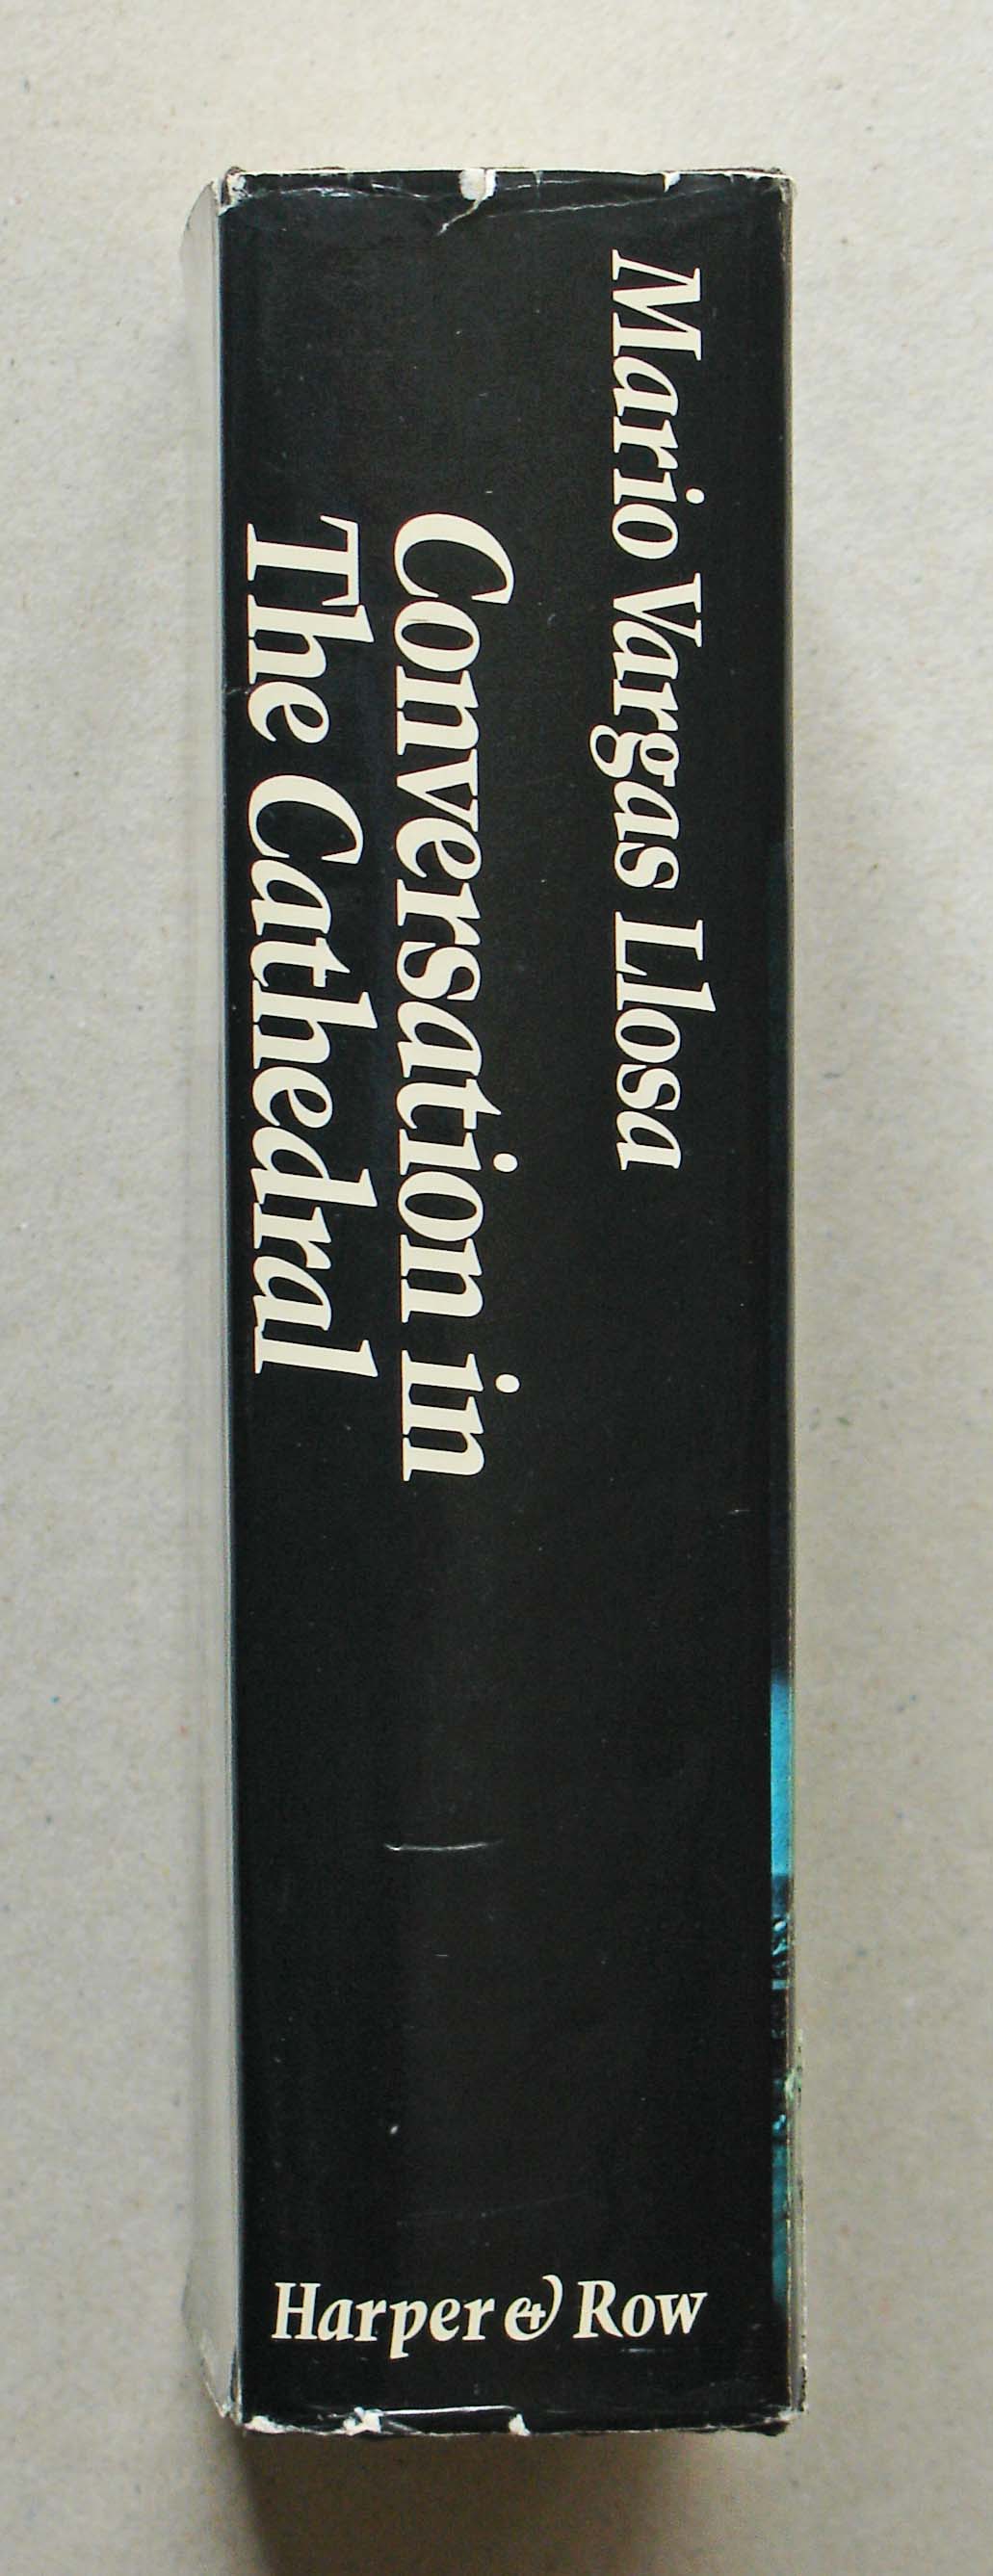 Mario Vargas Llosa
Conversation in
The Cathedral
Harper & Row